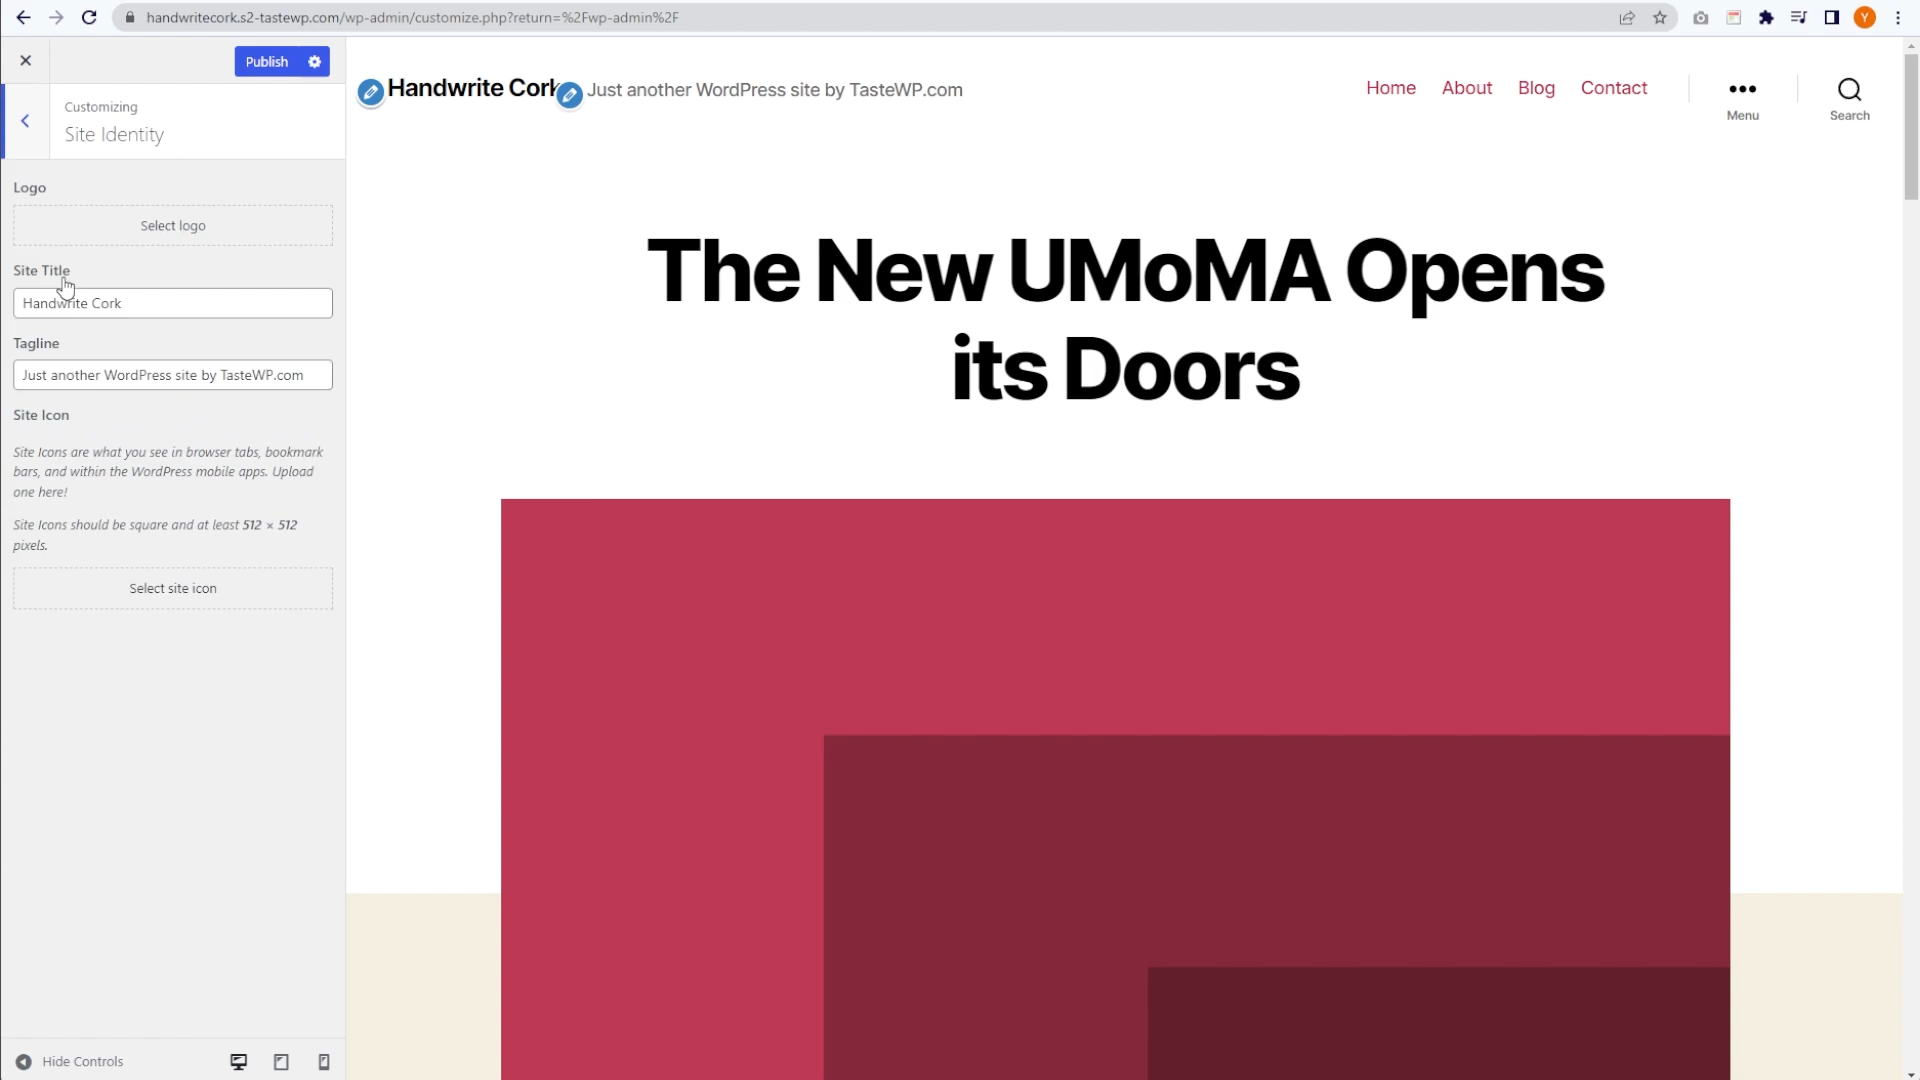 handwritecork.s2-tastewp.com/wp-admin/customize.php?return=%2Fwp-admin%2F
Y
Publish
Customizing
Site Identity
Logo
Select logo
Site Title
Handwrite Cork
Tagline
Just another WordPress site by TasteWP.com
Site Icon
Site Icons are what you see in browser tabs, bookmark
bars, and within the WordPress mobile apps. Upload
one here!
Site Icons should be square and at least 512 × 512
pixels.
Select site icon
Hide Controls
Handwrite Cork
Just another WordPress site by TasteWP.com
Home About Blog Contact
Menu
Search
The New UMoMA Opens
its Doors